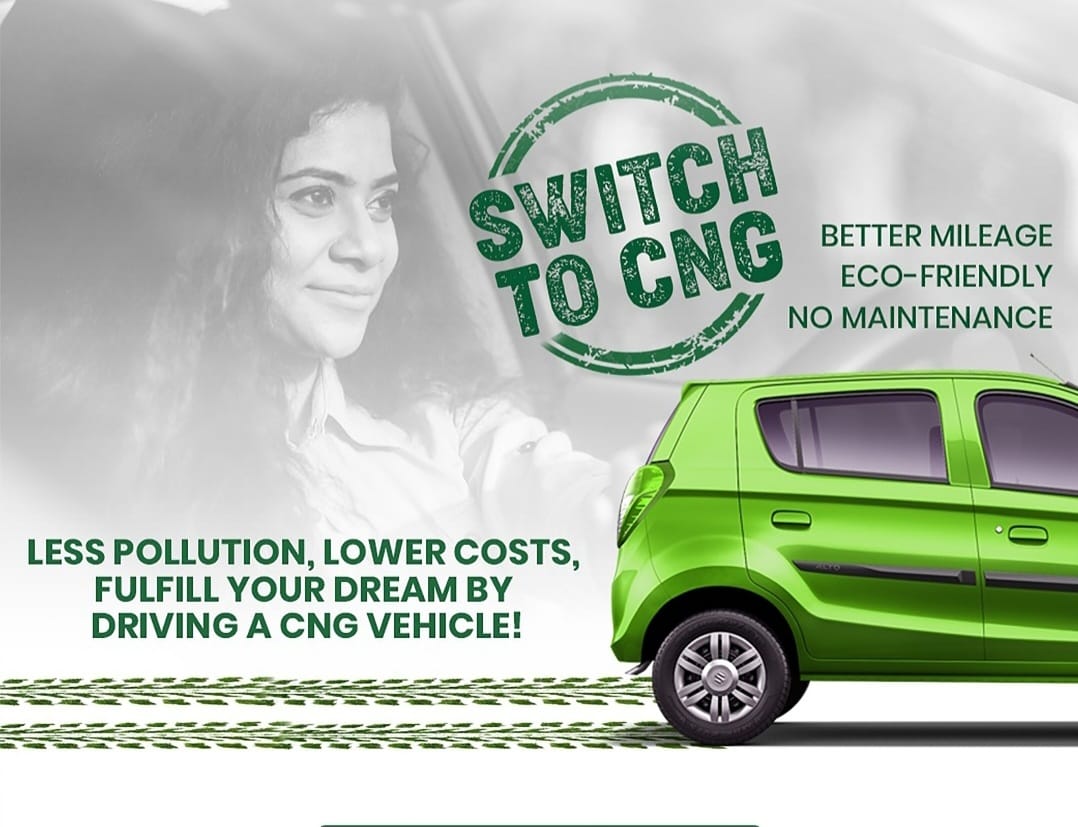 SWITCH
TO CNG
BETTER MILEAGE
ECO-FRIENDLY
NO MAINTENANCE
LESS POLLUTION, LOWER COSTS,
FULFILL YOUR DREAM BY
DRIVING A CNG VEHICLE!
ALTO